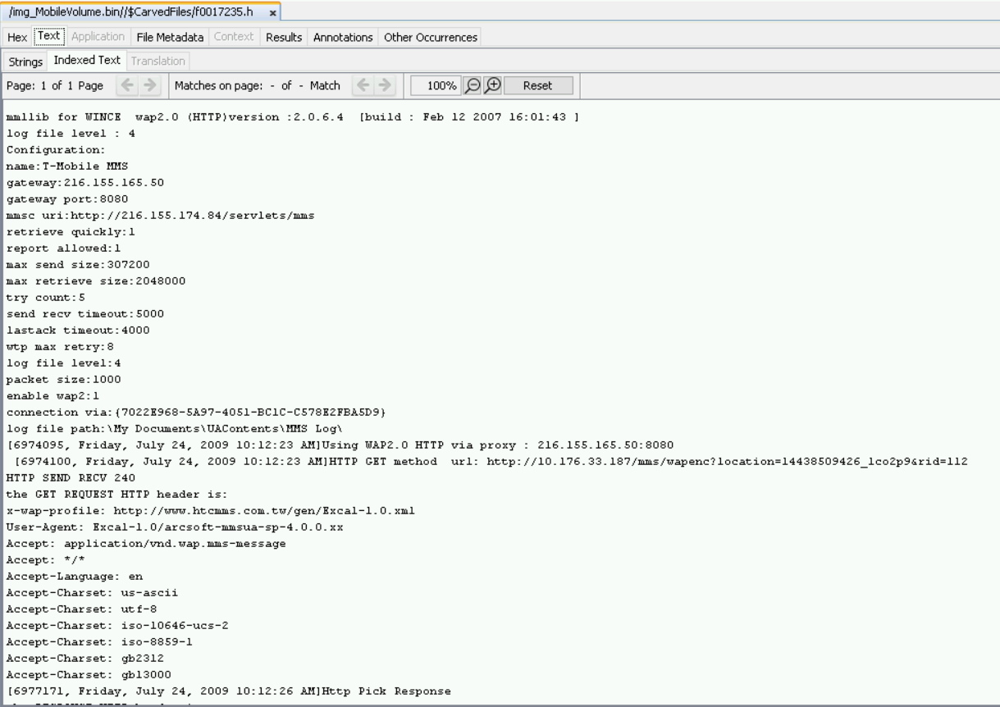 /img_MobileVolume.bin//$CarvedFiles/f0017235.h x
Hex Text Application File Metadata Context Results Annotations Other Occurrences
Strings Indexed Text Translation
Page: 1 of 1 Page Matches on page: - of - Match 100% Reset
mmllib for WINCE  wap2.0 (HTTP)version :2.0.6.4  [build : Feb 12 2007 16:01:43 ]
log file level : 4
Configuration:
name:T-Mobile MMS
gateway:216.155.165.50
gateway port:8080
mmsc uri:http://216.155.174.84/servlets/mms
retrieve quickly:1
report allowed:1
max send size:307200
max retrieve size:2048000
try count:5
send recv timeout:5000
lastack timeout:4000
wtp max retry:8
log file level:4
packet size:1000
enable wap2:1
connection via:{7022E968-5A97-4051-BC1C-C578E2FBA5D9}
log file path:\My Documents\UAContents\MMS Log\
[6974095, Friday, July 24, 2009 10:12:23 AM]Using WAP2.0 HTTP via proxy : 216.155.165.50:8080
[6974100, Friday, July 24, 2009 10:12:23 AM]HTTP GET method  url: http://10.176.33.187/mms/wapenc?location=14438509426_1co2p9&rid=112
HTTP SEND RECV 240
the GET REQUEST HTTP header is:
x-wap-profile: http://www.htcmms.com.tw/gen/Excal-1.0.xml
User-Agent: Excal-1.0/arcsoft-mmsua-sp-4.0.0.xx
Accept: application/vnd.wap.mms-message
Accept: */*
Accept-Language: en
Accept-Charset: us-ascii
Accept-Charset: utf-8
Accept-Charset: iso-10646-ucs-2
Accept-Charset: iso-8859-1
Accept-Charset: gb2312
Accept-Charset: gb13000
[6977171, Friday, July 24, 2009 10:12:26 AM]Http Pick Response